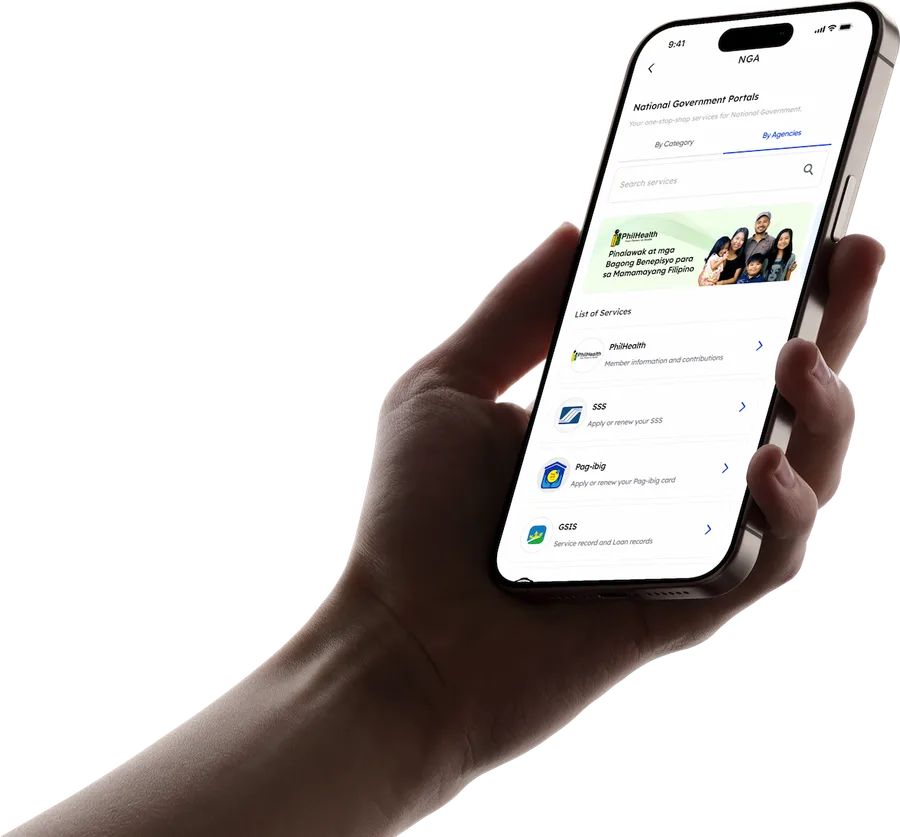 9:41
NGA
National Government Portals
Your one-stop-shop services for National Government.
By Category
By Agencies
Search services
PhilHealth
Pinalawak at mga
Bagong Benepisyo para
sa Mamamayang Filipino
List of Services
PhilHealth
PhilHealth
Member information and contributions
SSS
Apply or renew your SSS
Pag-ibig
Apply or renew your Pag-ibig card
GSIS
Service record and Loan records